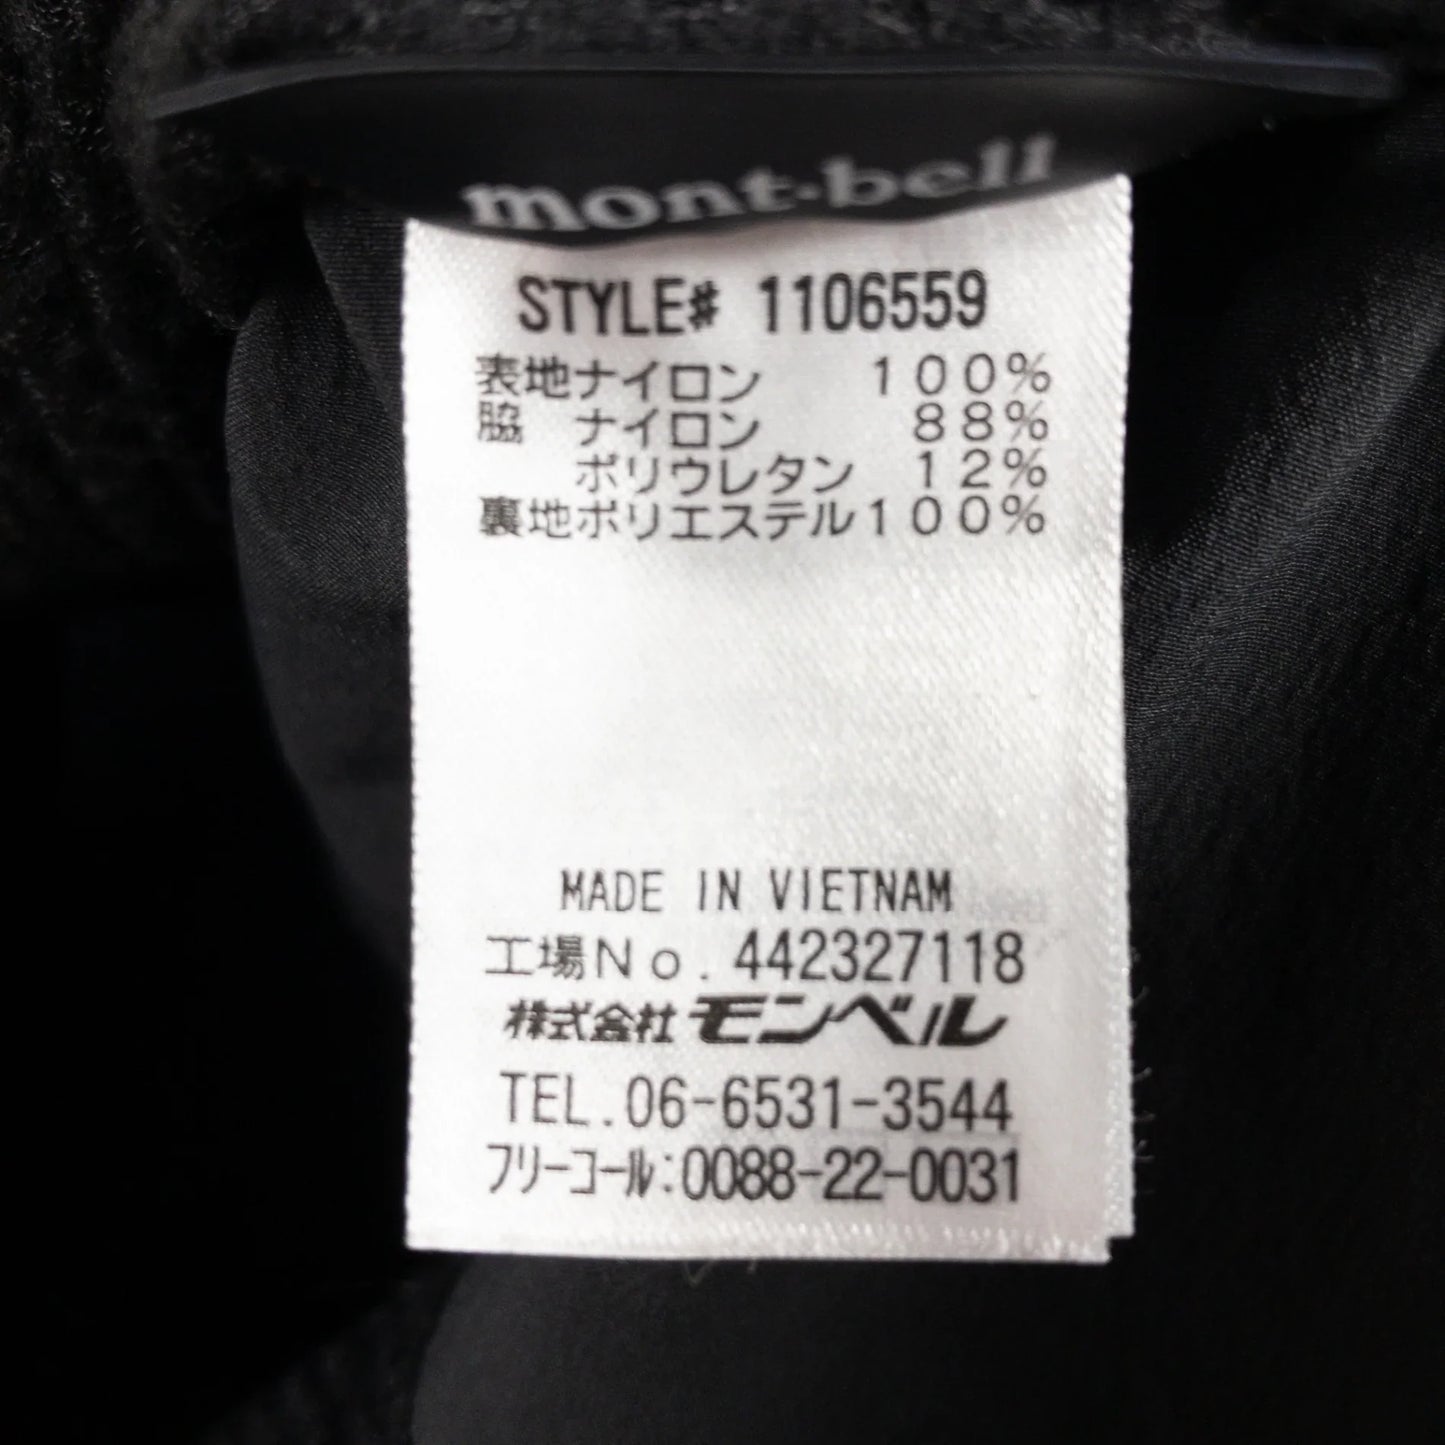 mont-bell
STYLE# 1106559
表地ナイロン 100%
脇 ナイロン 88%
ポリウレタン 12%
裏地ポリエステル100%
MADE IN VIETNAM
工場No. 442327118
株式会社モンベル
TEL.06-6531-3544
フリーコール:0088-22-0031